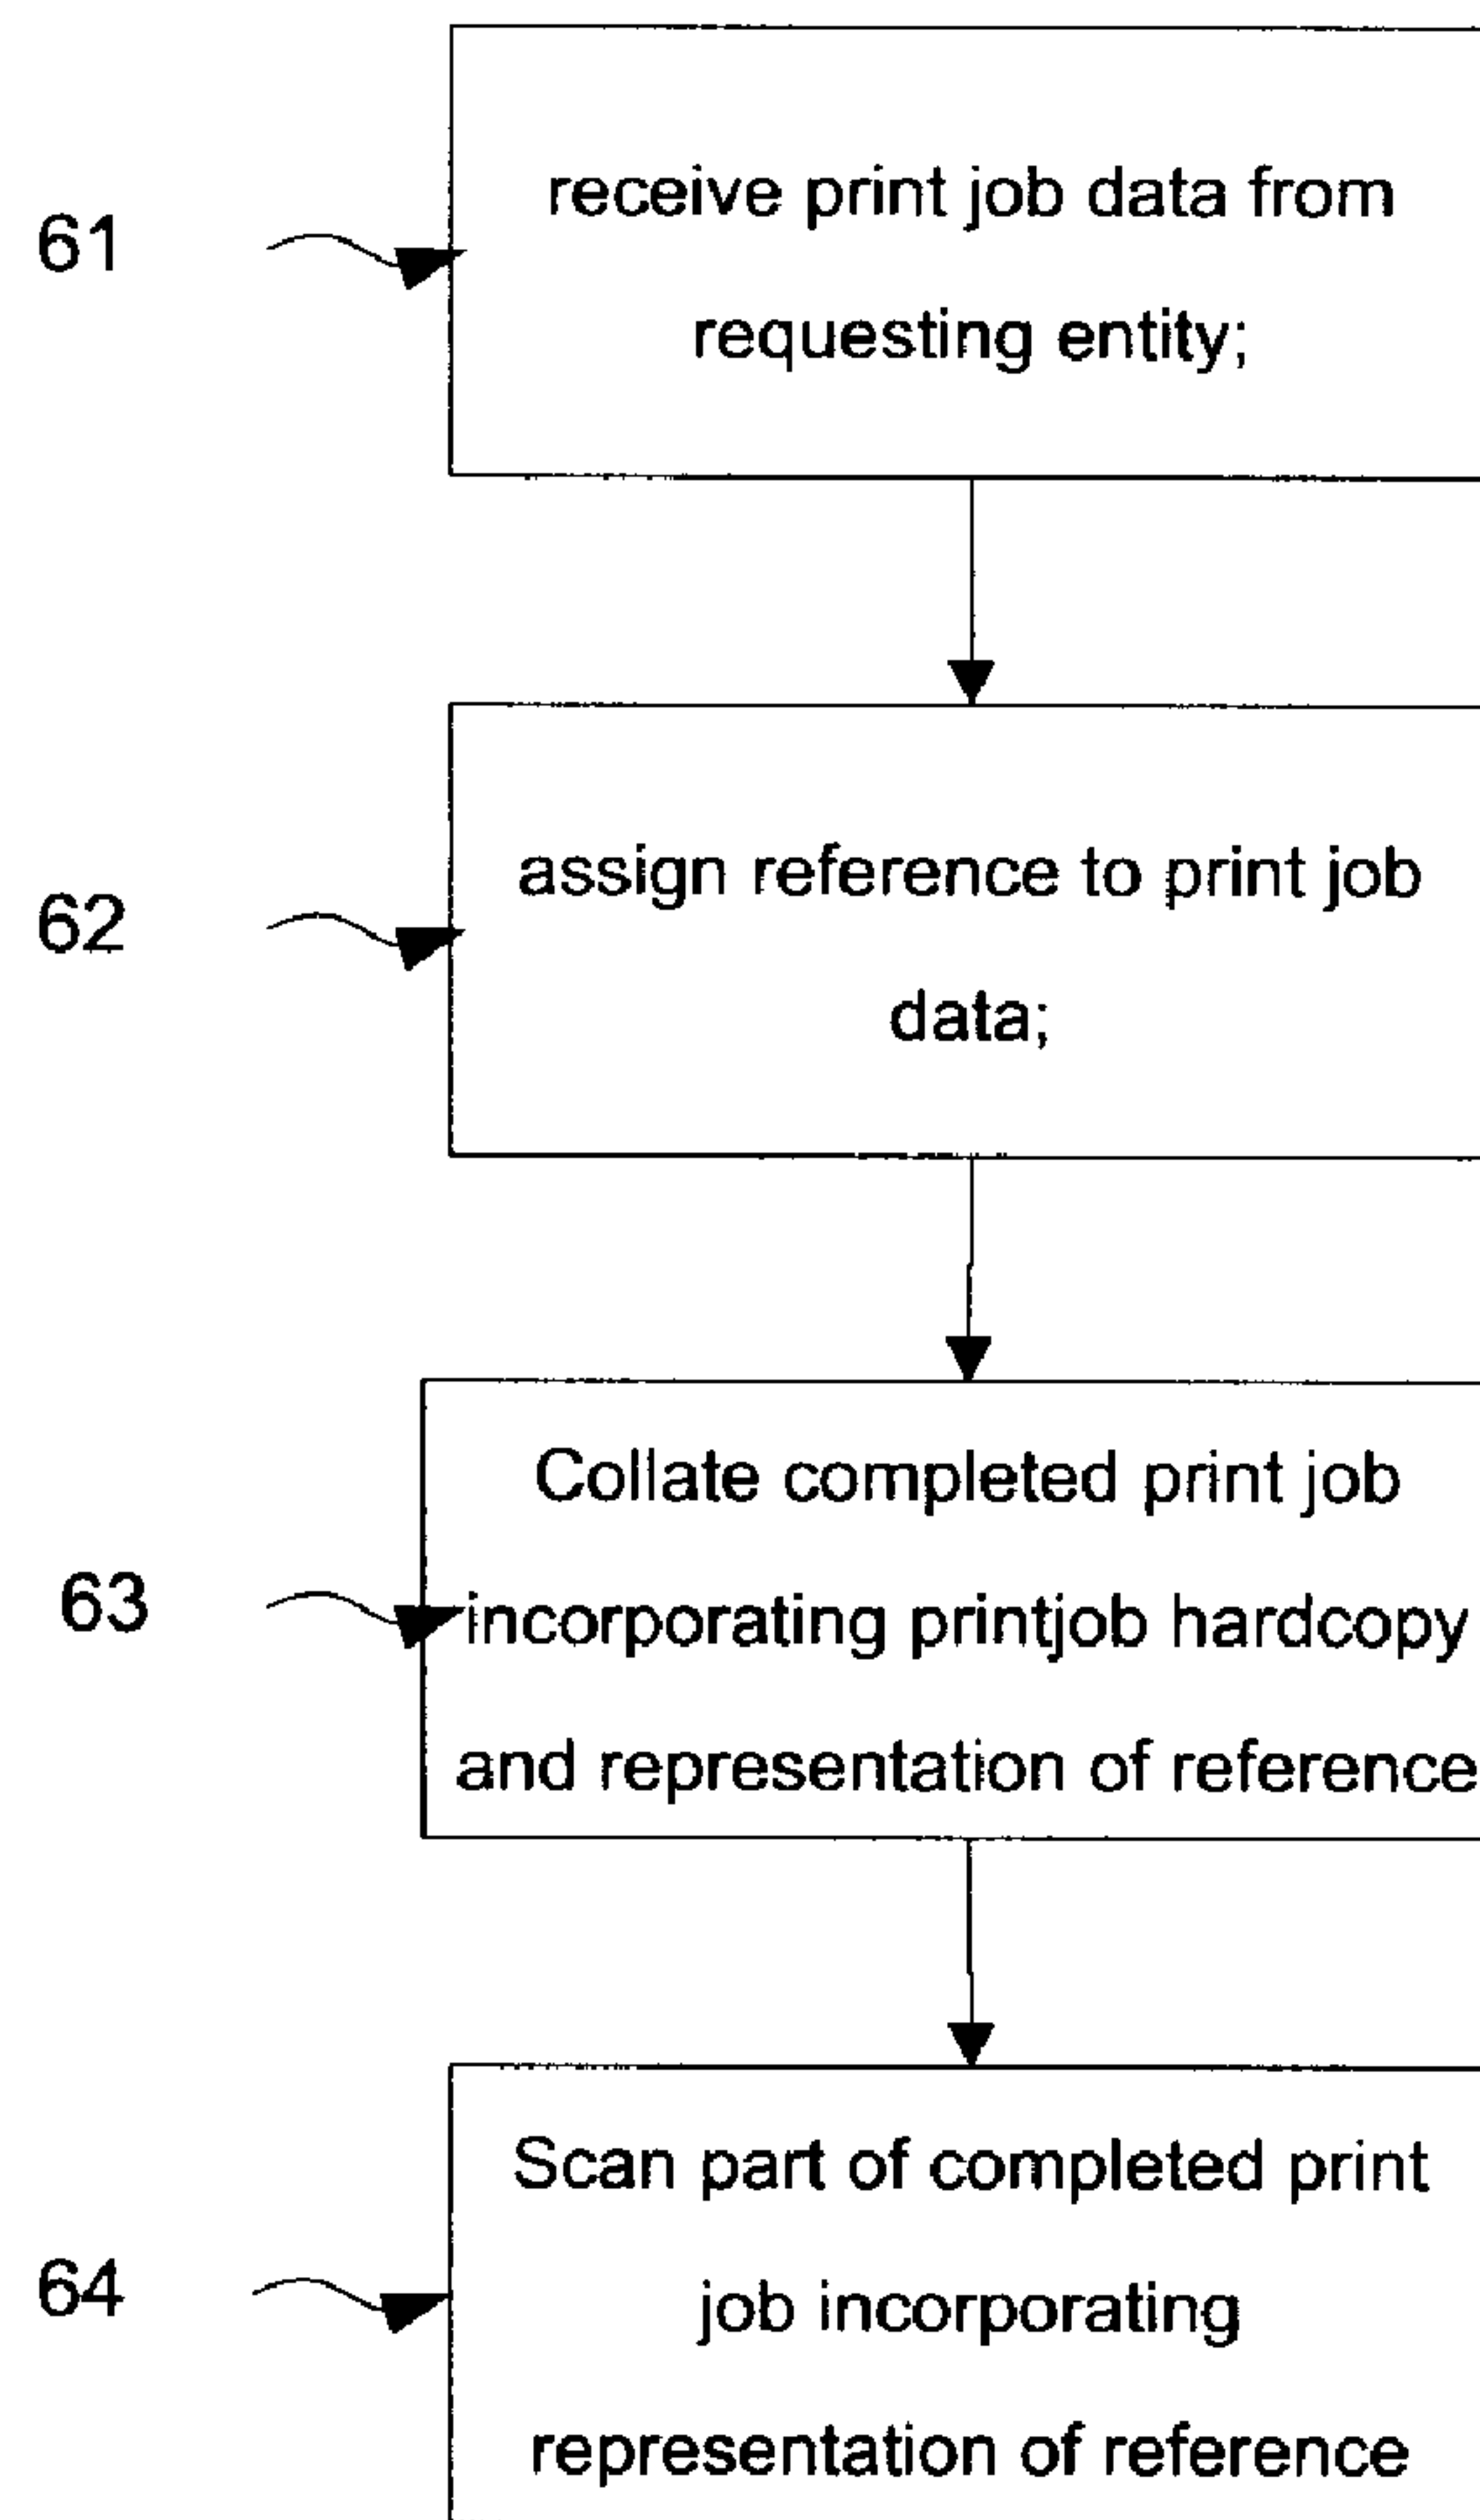 receive print job data from
61
requesting entity;
assign reference to print job
62
data;
Collate completed print job
63
incorporating printjob hardcopy
and representation of reference
Scan part of completed print
64
job incorporating
representation of reference